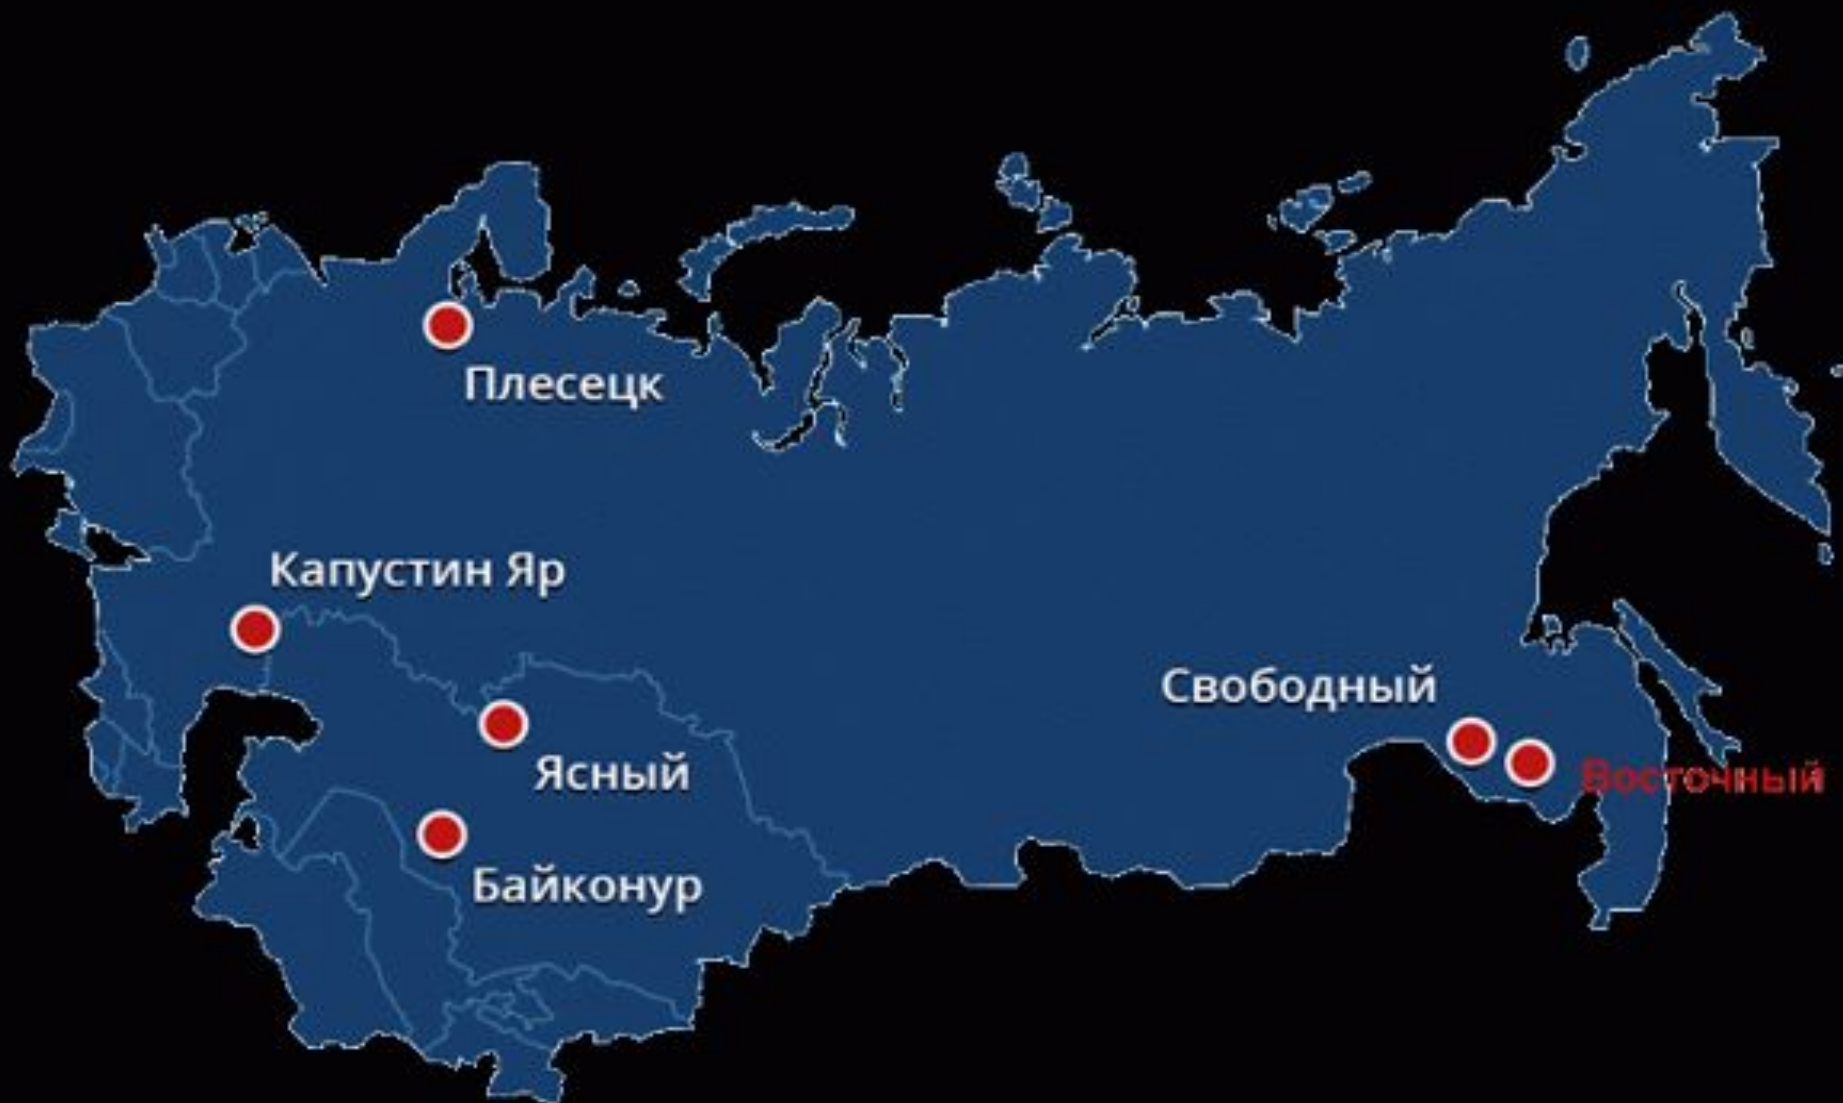 Плесецк
Капустин Яр
Свободный
Ясный
Восточный
Байконур